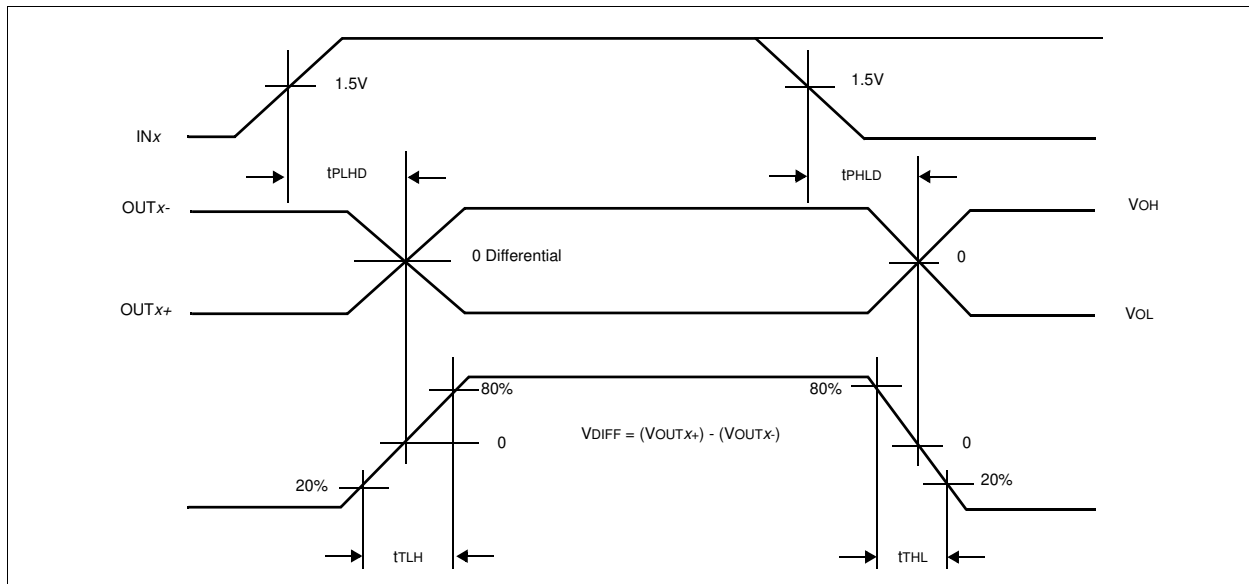 1.5V
1.5V
INx
tPLHD
tPHLD
OUTx-
VOH
0 Differential
0
OUTx+
VOL
80%
80%
0
VDIFF = (VOUTx+) - (VOUTx-)
0
20%
20%
tTLH
tTHL